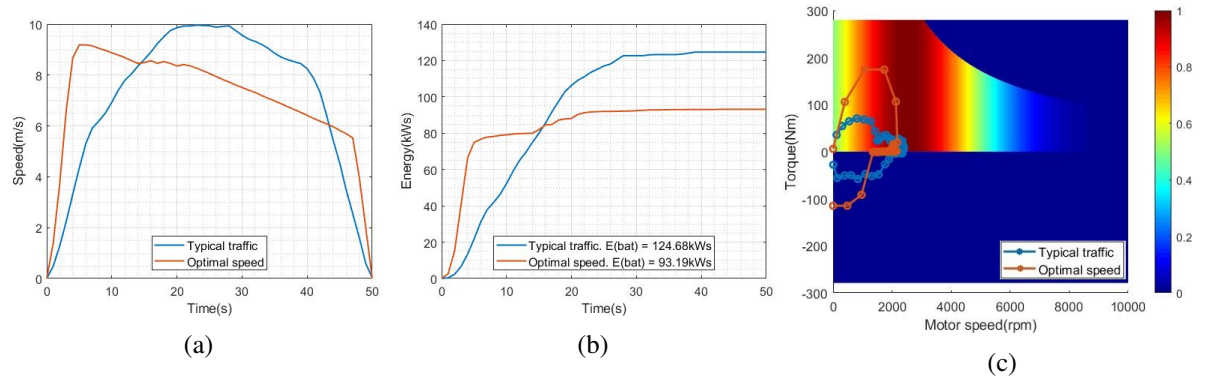 10
8
6
4
2
0
Speed(m/s)
Typical traffic
Optimal speed
0 10 20 30 40 50
Time(s)
(a)
140
120
100
80
60
40
20
0
Energy(kWs)
Typical traffic. E(bat) = 124.68kWs
Optimal speed. E(bat) = 93.19kWs
0 10 20 30 40 50
Time(s)
(b)
300
200
100
0
-100
-200
-300
Torque(Nm)
Typical traffic
Optimal speed
0 2000 4000 6000 8000 10000
Motor speed(rpm)
1
0.8
0.6
0.4
0.2
0
(c)